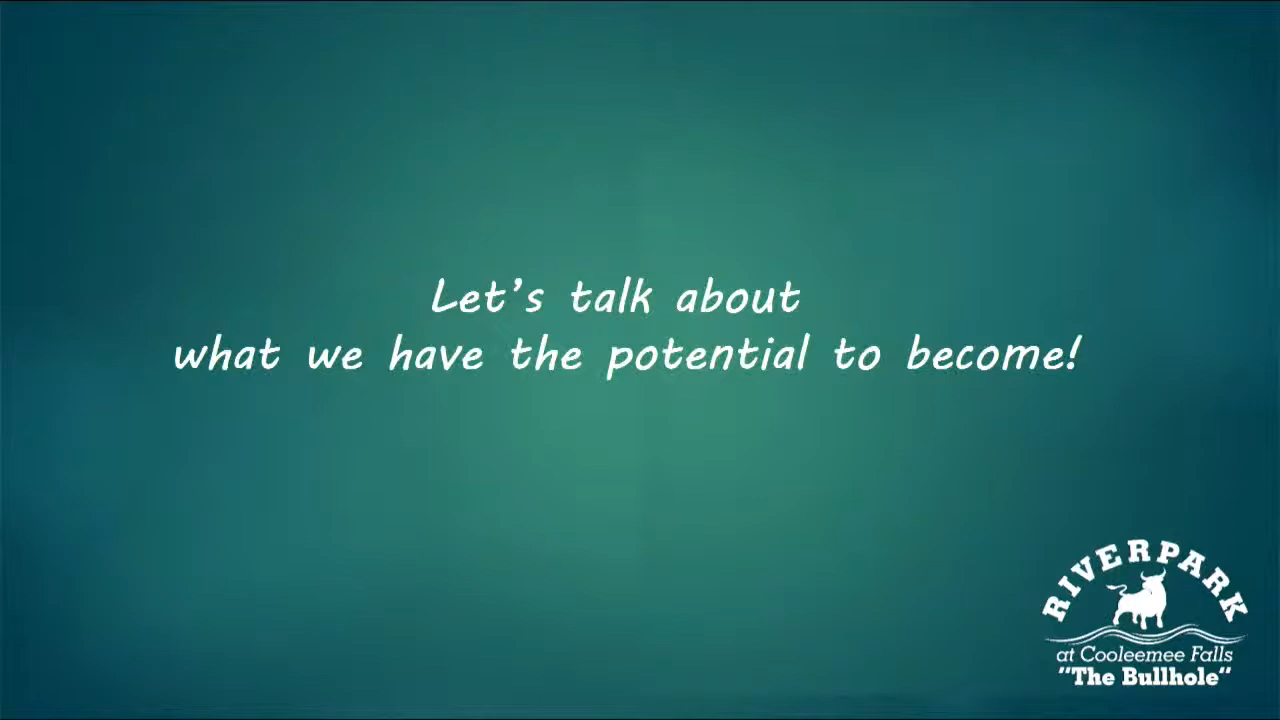 Let's talk about
what we have the potential to become!
RIVERPARK
at Cooleemee Falls
"The Bullhole"